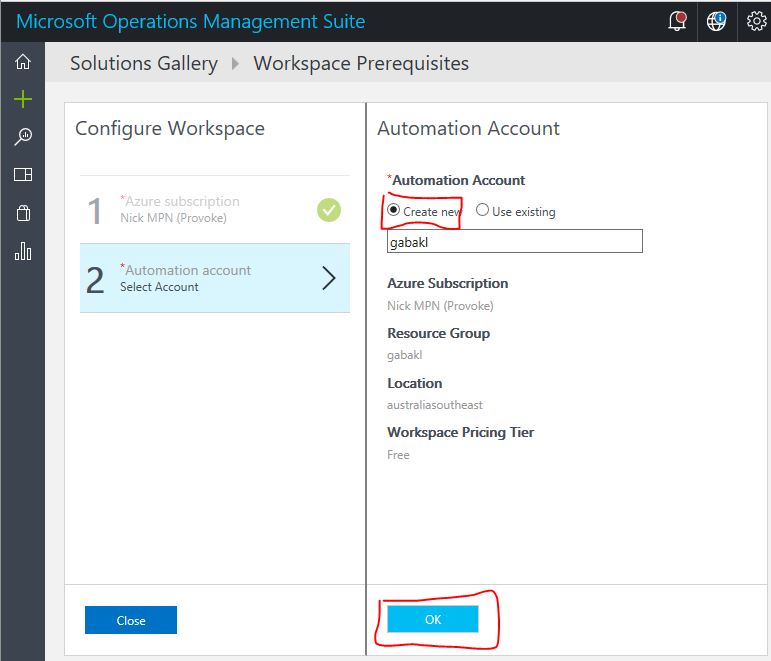 Microsoft Operations Management Suite
Solutions Gallery Workspace Prerequisites
Configure Workspace
1
*Azure subscription
Nick MPN (Provoke)
2
*Automation account
Select Account
Close
Automation Account
*Automation Account
Create new Use existing
gabakl
Azure Subscription
Nick MPN (Provoke)
Resource Group
gabakl
Location
australiasoutheast
Workspace Pricing Tier
Free
OK